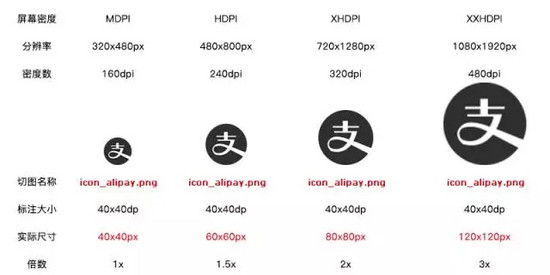 屏幕密度 MDPI HDPI XHDPI XXHDPI
分辨率 320x480px 480x800px 720x1280px 1080x1920px
密度数 160dpi 240dpi 320dpi 480dpi
支 支 支 支
切图名称 icon_alipay.png icon_alipay.png icon_alipay.png icon_alipay.png
标注大小 40x40dp 40x40dp 40x40dp 40x40dp
实际尺寸 40x40px 60x60px 80x80px 120x120px
倍数 1x 1.5x 2x 3x